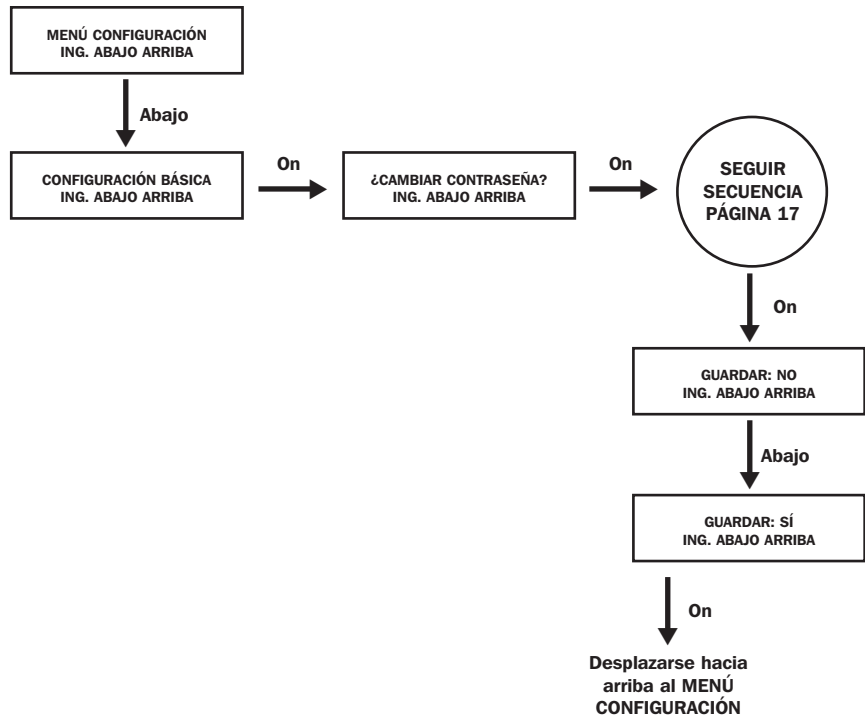 MENÚ CONFIGURACIÓN
ING. ABAJO ARRIBA
Abajo
CONFIGURACIÓN BÁSICA
ING. ABAJO ARRIBA
On
¿CAMBIAR CONTRASEÑA?
ING. ABAJO ARRIBA
On
SEGUIR
SECUENCIA
PÁGINA 17
On
GUARDAR: NO
ING. ABAJO ARRIBA
Abajo
GUARDAR: SÍ
ING. ABAJO ARRIBA
On
Desplazarse hacia
arriba al MENÚ
CONFIGURACIÓN